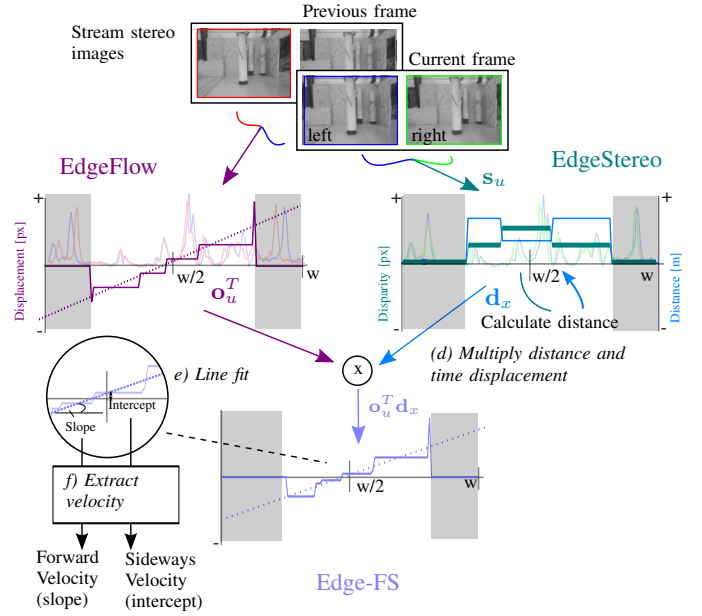 Previous frame
Stream stereo
images
Current frame
left
right
EdgeFlow
EdgeStereo
s_u
+
Displacement [px]
-
w/2
w
o_u^T
+
+
Disparity [px]
-
-
Distance [m]
w/2
w
d_x
Calculate distance
(d) Multiply distance and
time displacement
x
e) Line fit
Intercept
Slope
o_u^T d_x
f) Extract
velocity
w/2
w
-
Forward
Velocity
(slope)
Sideways
Velocity
(intercept)
Edge-FS